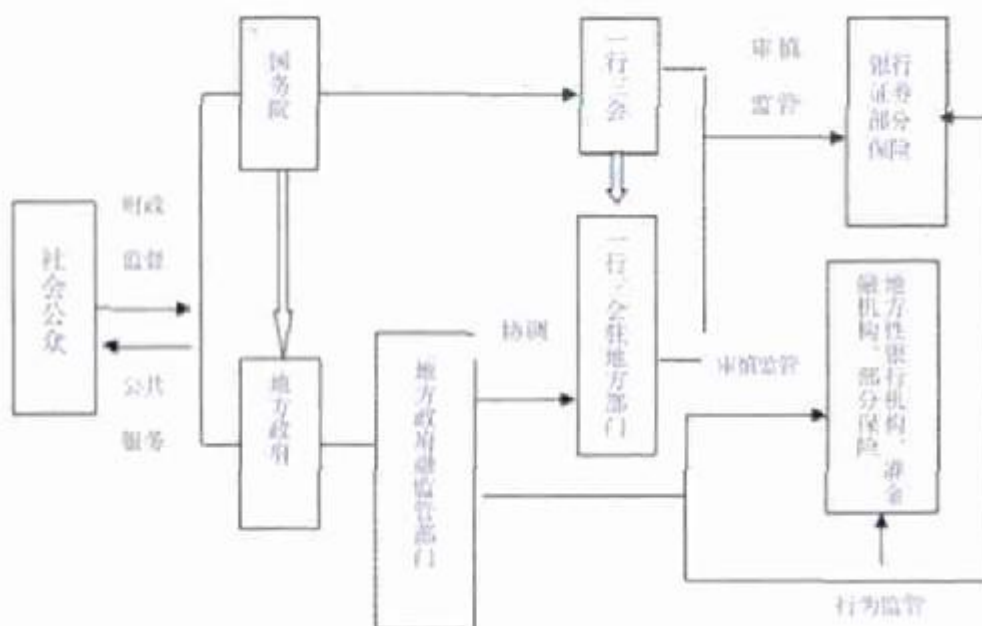 国务院
一行三会
审慎
监管
银行
证券
部分
保险
财政
监督
社会公众
公共
服务
地方政府
协调
地方政府融监管部门
一行三会驻地方部门
审慎监管
地方性银行机构、准金
融机构、部分保险
行为监管